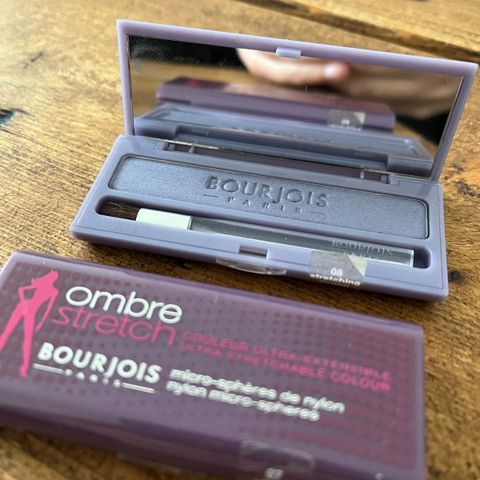 BOURJOIS
PARIS
BOURJOIS
08
stretching
ombre
stretch
COULEUR ULTRA-EXTENSIBLE
ULTRA STRETCHABLE COLOUR
BOURJOIS
PARIS
micro-sphères de nylon
nylon micro-spheres